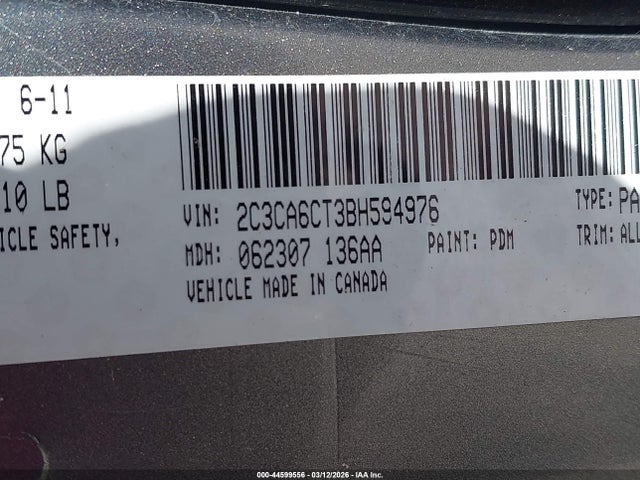 6-11
75 KG
10 LB
ICLE SAFETY,
VIN: 2C3CA6CT3BH594976
TYPE: PA
MDH: 062307 136AA
PAINT: PDM
TRIM: ALL
VEHICLE MADE IN CANADA
000-44599556 - 03/12/2026 - IAA Inc.